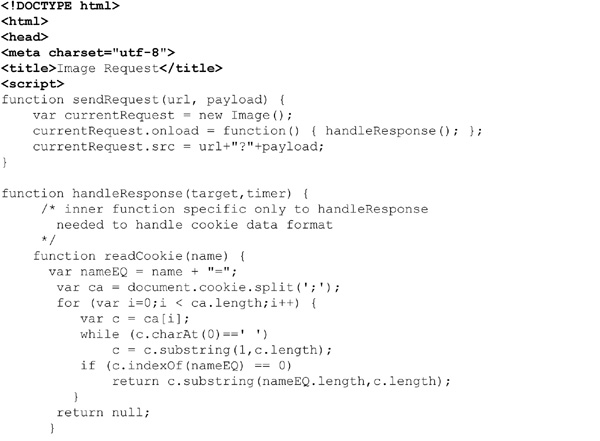 <!DOCTYPE html>
<html>
<head>
<meta charset="utf-8">
<title>Image Request</title>
<script>
function sendRequest(url, payload) {
    var currentRequest = new Image();
    currentRequest.onload = function() { handleResponse(); };
    currentRequest.src = url+"?"+payload;
}

function handleResponse(target,timer) {
     /* inner function specific only to handleResponse
       needed to handle cookie data format
     */
    function readCookie(name) {
      var nameEQ = name + "=";
       var ca = document.cookie.split(';');
       for (var i=0;i < ca.length;i++) {
          var c = ca[i];
          while (c.charAt(0)==' ')
              c = c.substring(1,c.length);
          if (c.indexOf(nameEQ) == 0)
              return c.substring(nameEQ.length,c.length);
         }
       return null;
      }